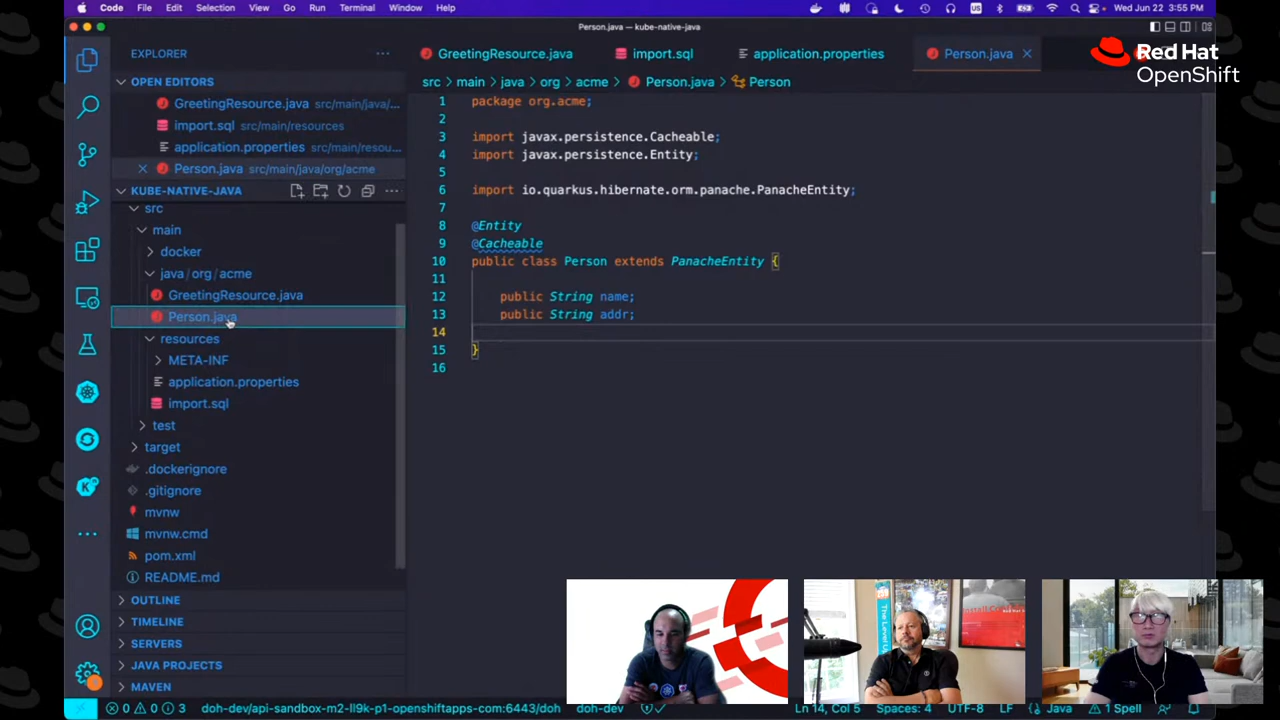 Code File Edit Selection View Go Run Terminal Window Help
US
Wed Jun 22 3:55 PM
Person.java — kube-native-java
Red Hat
OpenShift
EXPLORER
OPEN EDITORS
GreetingResource.java src/main/java/...
import.sql src/main/resources
application.properties src/main/resou...
Person.java src/main/java/org/acme
KUBE-NATIVE-JAVA
src
main
docker
java / org / acme
GreetingResource.java
Person.java
resources
META-INF
application.properties
import.sql
test
target
.dockerignore
.gitignore
mvnw
mvnw.cmd
pom.xml
README.md
OUTLINE
TIMELINE
SERVERS
JAVA PROJECTS
MAVEN
GreetingResource.java import.sql application.properties Person.java
src > main > java > org > acme > Person.java > Person
1 package org.acme;
2
3 import javax.persistence.Cacheable;
4 import javax.persistence.Entity;
5
6 import io.quarkus.hibernate.orm.panache.PanacheEntity;
7
8 @Entity
9 @Cacheable
10 public class Person extends PanacheEntity {
11
12 public String name;
13 public String addr;
14
15 }
16
The Level Up
0 0 3 doh-dev/api-sandbox-m2-ll9k-p1-openshiftapps-com:6443/doh doh-dev Ln 14, Col 5 Spaces: 4 UTF-8 LF Java 1 Spell